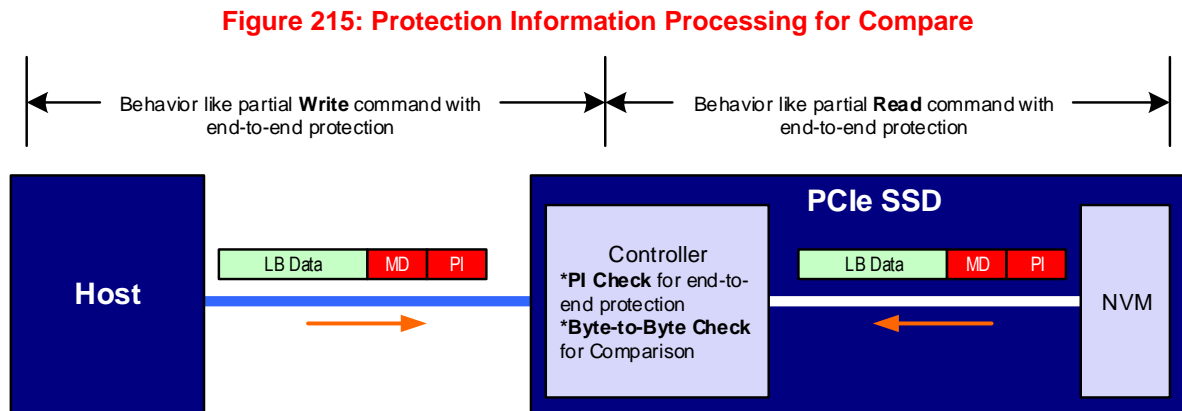 Figure 215: Protection Information Processing for Compare
Behavior like partial Write command with
end-to-end protection
Behavior like partial Read command with
end-to-end protection
PCIe SSD
Host
LB Data MD PI
Controller
*PI Check for end-to-
end protection
*Byte-to-Byte Check
for Comparison
LB Data MD PI
NVM